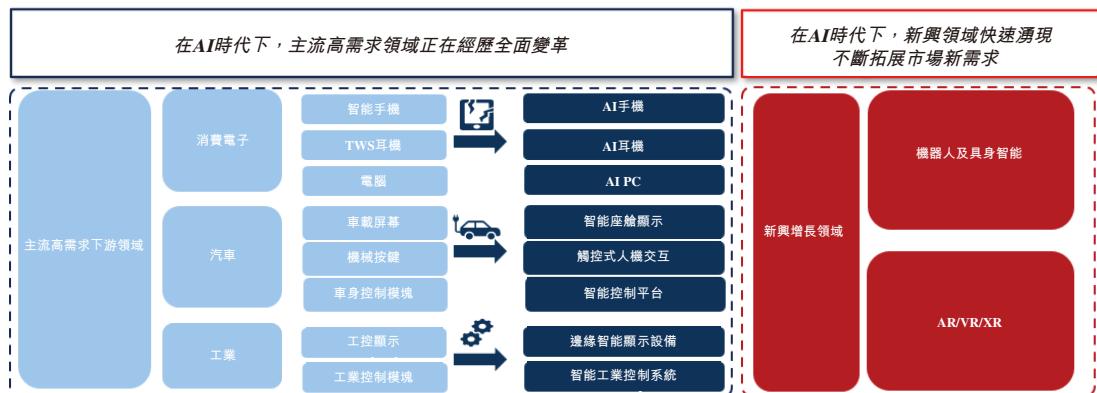 在AI時代下，主流高需求領域正在經歷全面變革
在AI時代下，新興領域快速湧現
不斷拓展市場新需求
主流高需求下游領域
消費電子
智能手機
AI手機
TWS耳機
AI耳機
電腦
AI PC
汽車
車載屏幕
智能座艙顯示
機械按鍵
觸控式人機交互
車身控制模塊
智能控制平台
工業
工控顯示
邊緣智能顯示設備
工業控制模塊
智能工業控制系統
新興增長領域
機器人及具身智能
AR/VR/XR